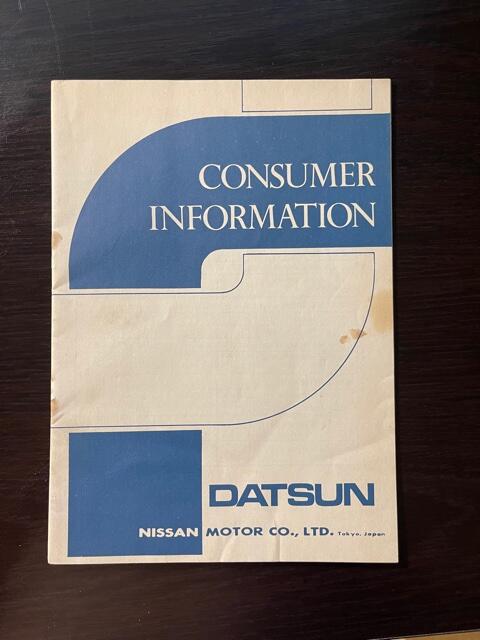 CONSUMER
INFORMATION
DATSUN
NISSAN MOTOR CO., LTD. Tokyo, Japan